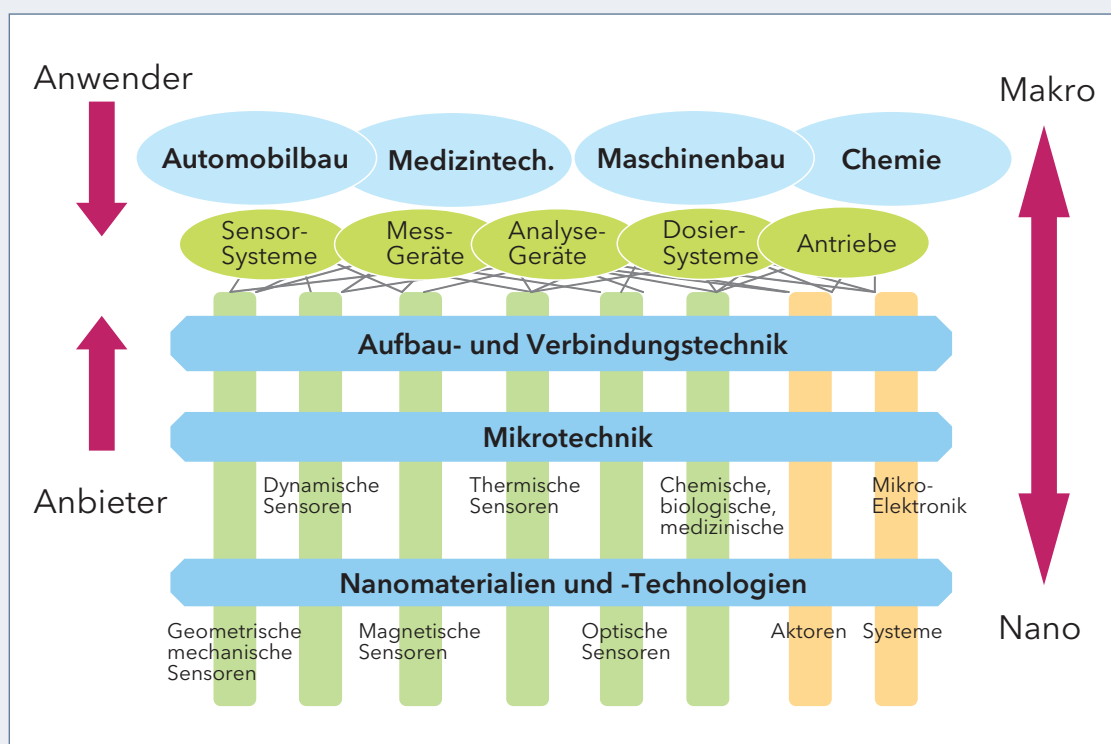 Anwender
Makro
Automobilbau
Medizintech.
Maschinenbau
Chemie
Sensor-
Systeme
Mess-
Geräte
Analyse-
Geräte
Dosier-
Systeme
Antriebe
Aufbau- und Verbindungstechnik
Mikrotechnik
Anbieter
Dynamische
Sensoren
Thermische
Sensoren
Chemische,
biologische,
medizinische
Mikro-
Elektronik
Nanomaterialien und -Technologien
Geometrische
mechanische
Sensoren
Magnetische
Sensoren
Optische
Sensoren
Aktoren
Systeme
Nano